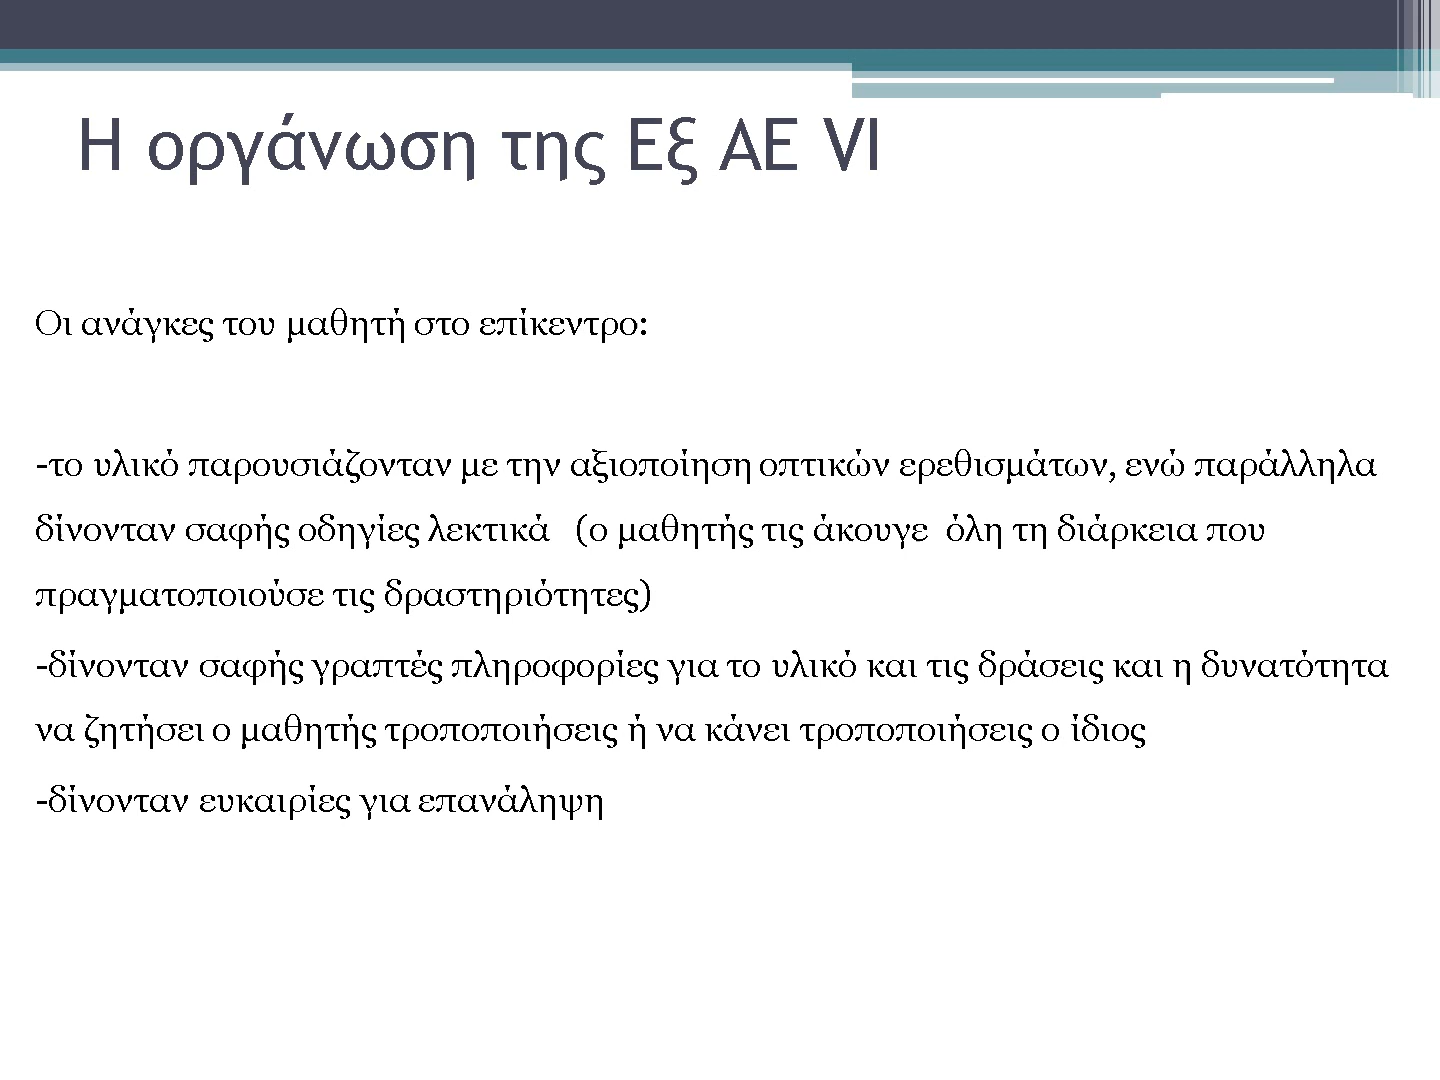 Η οργάνωση της Εξ ΑΕ VI
Οι ανάγκες του μαθητή στο επίκεντρο:
-το υλικό παρουσιάζονταν με την αξιοποίηση οπτικών ερεθισμάτων, ενώ παράλληλα
δίνονταν σαφής οδηγίες λεκτικά (ο μαθητής τις άκουγε όλη τη διάρκεια που
πραγματοποιούσε τις δραστηριότητες)
-δίνονταν σαφής γραπτές πληροφορίες για το υλικό και τις δράσεις και η δυνατότητα
να ζητήσει ο μαθητής τροποποιήσεις ή να κάνει τροποποιήσεις ο ίδιος
-δίνονταν ευκαιρίες για επανάληψη